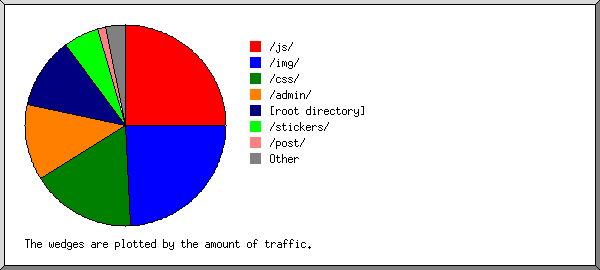 /js/
/img/
/css/
/admin/
[root directory]
/stickers/
/post/
Other
The wedges are plotted by the amount of traffic.